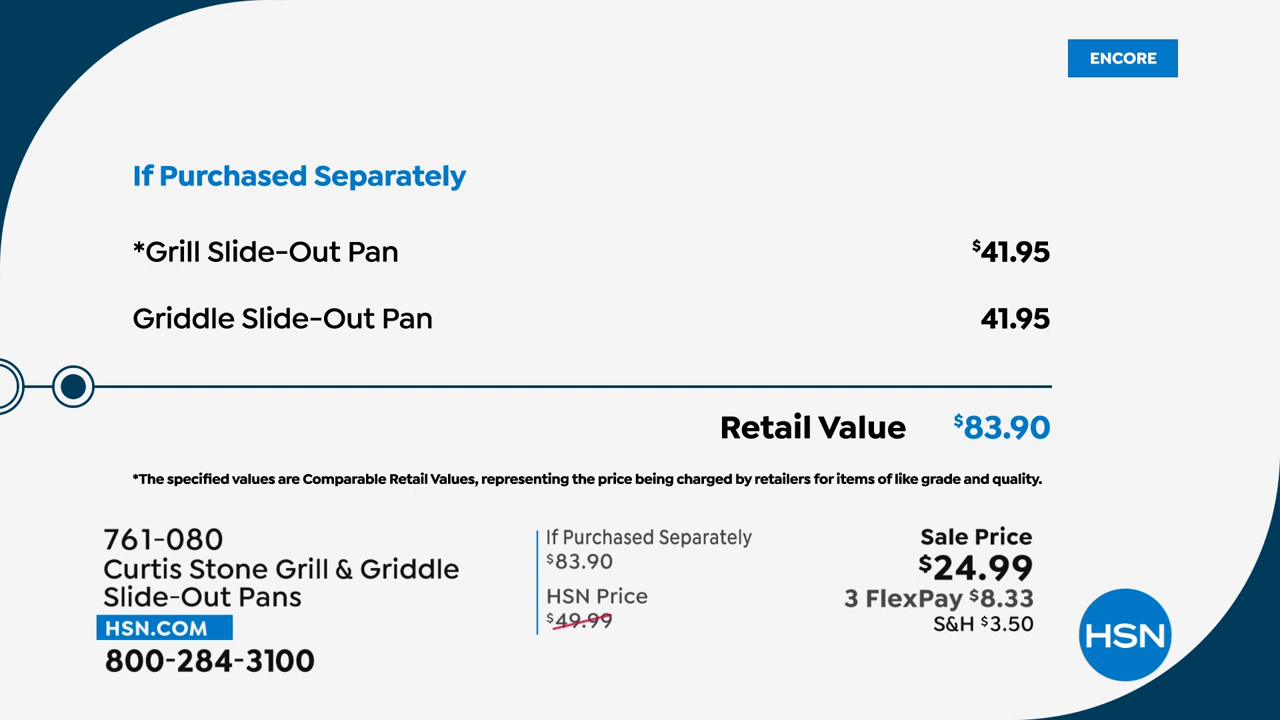 ENCORE
If Purchased Separately
*Grill Slide-Out Pan $41.95
Griddle Slide-Out Pan 41.95
Retail Value $83.90
*The specified values are Comparable Retail Values, representing the price being charged by retailers for items of like grade and quality.
761-080
Curtis Stone Grill & Griddle
Slide-Out Pans
HSN.COM
800-284-3100
If Purchased Separately
$83.90
HSN Price
$49.99
Sale Price
$24.99
3 FlexPay $8.33
S&H $3.50
HSN